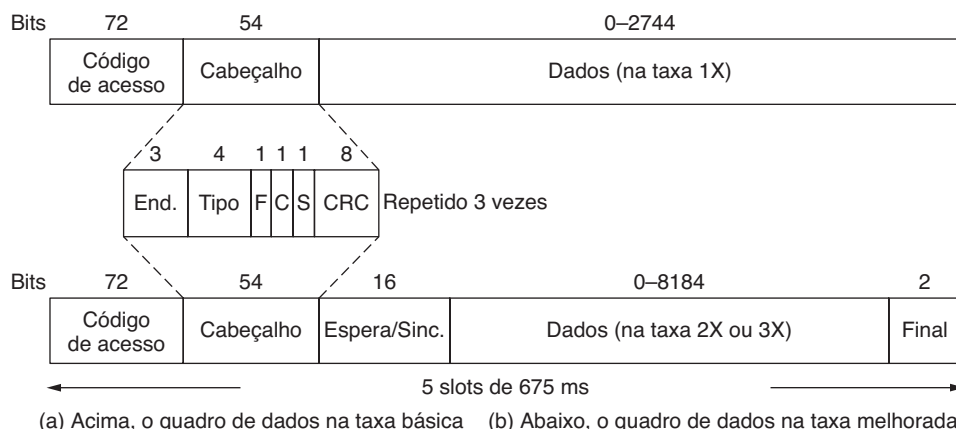 Bits 72 54 0–2744
Código de acesso Cabeçalho Dados (na taxa 1X)
3 4 1 1 1 8
End. Tipo F C S CRC Repetido 3 vezes
Bits 72 54 16 0–8184 2
Código de acesso Cabeçalho Espera/Sinc. Dados (na taxa 2X ou 3X) Final
5 slots de 675 ms
(a) Acima, o quadro de dados na taxa básica (b) Abaixo, o quadro de dados na taxa melhorada